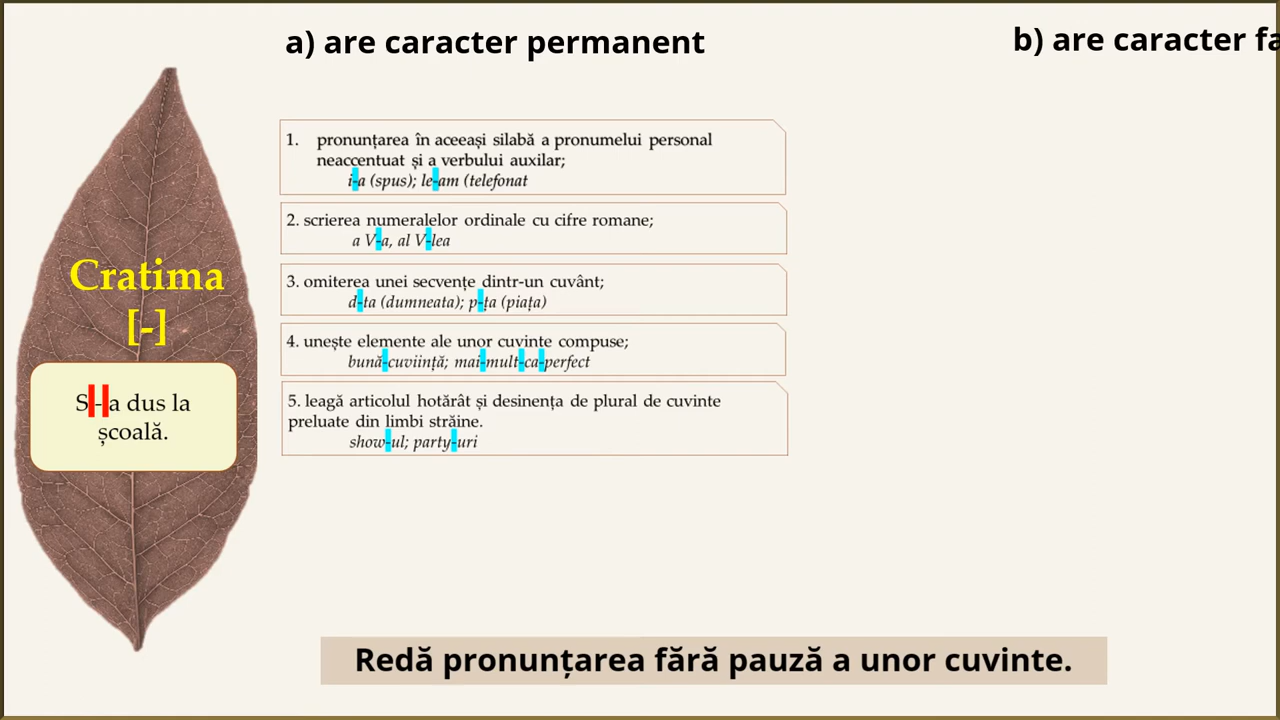 a) are caracter permanent
b) are caracter fa
Cratima
[-]
S-a dus la
școală.
1. pronunțarea în aceeași silabă a pronumelui personal
neaccentuat și a verbului auxilar;
i-a (spus); le-am (telefonat
2. scrierea numeralelor ordinale cu cifre romane;
a V-a, al V-lea
3. omiterea unei secvențe dintr-un cuvânt;
d-ta (dumneata); p-ța (piața)
4. unește elemente ale unor cuvinte compuse;
bună-cuviință; mai-mult-ca-perfect
5. leagă articolul hotărât și desinența de plural de cuvinte
preluate din limbi străine.
show-ul; party-uri
Redă pronunțarea fără pauză a unor cuvinte.